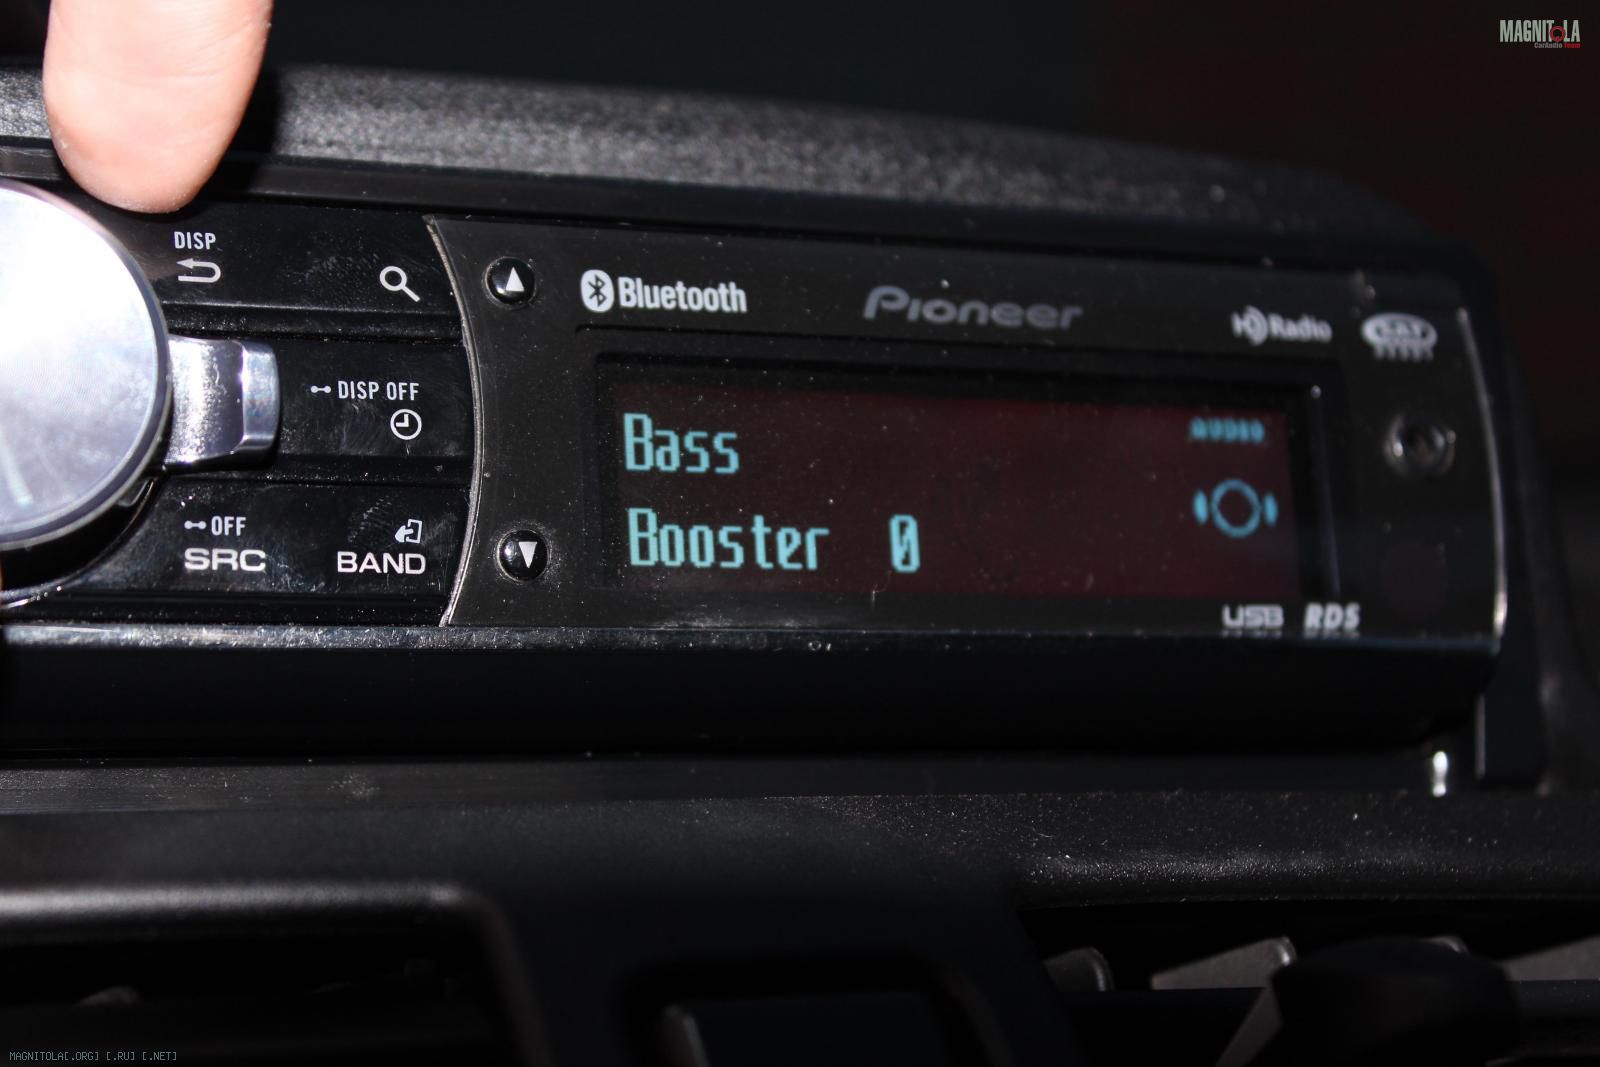 MAGNITOLA
CarAudio Team
DISP
Bluetooth
Pioneer
HD Radio
SAT
DISP OFF
AUDIO
Bass
OFF
SRC
BAND
Booster 0
USB RDS
MAGNITOLA[.ORG] [.RU] [.NET]